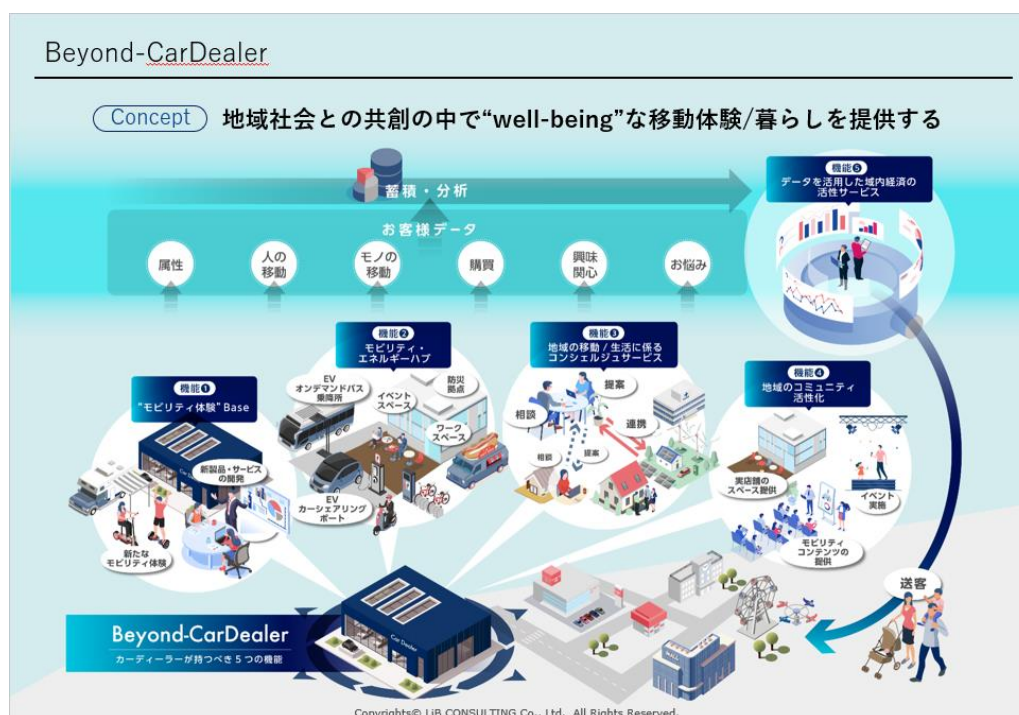 Beyond-CarDealer
Concept
地域社会との共創の中で“well-being”な移動体験/暮らしを提供する
蓄積・分析
お客様データ
属性
人の
移動
モノの
移動
購買
興味
関心
お悩み
機能❺
データを活用した域内経済の
活性サービス
機能❶
“モビリティ体験” Base
新製品・サービス
の開発
新たな
モビリティ体験
機能❷
モビリティ・
エネルギーハブ
EV
オンデマンドバス
乗降所
イベント
スペース
防災
拠点
ワーク
スペース
EV
カーシェアリング
ポート
機能❸
地域の移動 / 生活に係る
コンシェルジュサービス
提案
相談
連携
相談
提案
機能❹
地域のコミュニティ
活性化
実店舗の
スペース提供
イベント
実施
モビリティ
コンテンツの
提供
送客
Beyond-CarDealer
カーディーラーが持つべき５つの機能
Car Dealer
MALL
Copyrights© LiB CONSULTING Co., Ltd. All Rights Reserved.